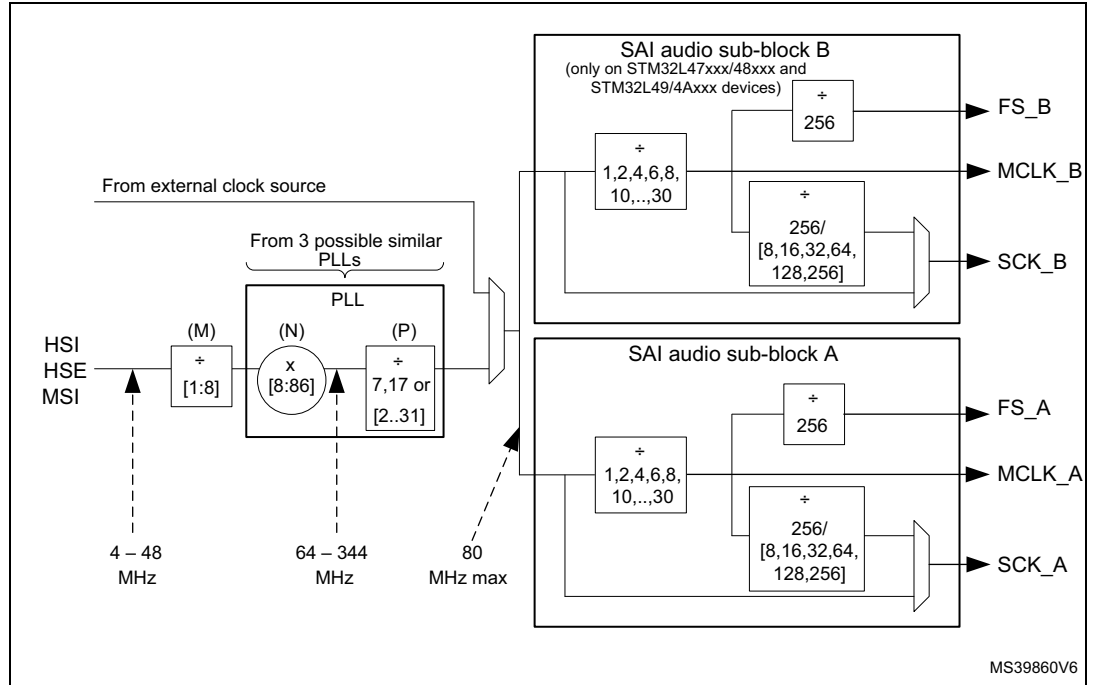 SAI audio sub-block B
(only on STM32L47xxx/48xxx and
STM32L49/4Axxx devices)
÷
256
FS_B
÷
1,2,4,6,8,
10,..,30
MCLK_B
÷
256/
[8,16,32,64,
128,256]
SCK_B
From external clock source
From 3 possible similar
PLLs
PLL
HSI
HSE
MSI
(M)
÷
[1:8]
(N)
x
[8:86]
(P)
÷
7,17 or
[2..31]
4 – 48
MHz
64 – 344
MHz
80
MHz max
SAI audio sub-block A
÷
256
FS_A
÷
1,2,4,6,8,
10,..,30
MCLK_A
÷
256/
[8,16,32,64,
128,256]
SCK_A
MS39860V6